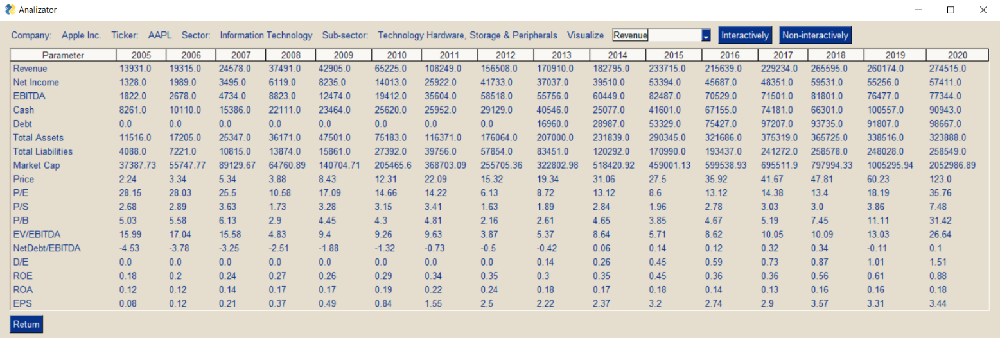 Analizator
Company: Apple Inc. Ticker: AAPL Sector: Information Technology Sub-sector: Technology Hardware, Storage & Peripherals Visualize Revenue Interactively Non-interactively
Parameter 2005 2006 2007 2008 2009 2010 2011 2012 2013 2014 2015 2016 2017 2018 2019 2020
Revenue 13931.0 19315.0 24578.0 37491.0 42905.0 65225.0 108249.0 156508.0 170910.0 182795.0 233715.0 215639.0 229234.0 265595.0 260174.0 274515.0
Net Income 1328.0 1989.0 3495.0 6119.0 8235.0 14013.0 25922.0 41733.0 37037.0 39510.0 53394.0 45687.0 48351.0 59531.0 55256.0 57411.0
EBITDA 1822.0 2678.0 4734.0 8823.0 12474.0 19412.0 35604.0 58518.0 55756.0 60449.0 82487.0 70529.0 71501.0 81801.0 76477.0 77344.0
Cash 8261.0 10110.0 15386.0 22111.0 23464.0 25620.0 25952.0 29129.0 40546.0 25077.0 41601.0 67155.0 74181.0 66301.0 100557.0 90943.0
Debt 0.0 0.0 0.0 0.0 0.0 0.0 0.0 0.0 16960.0 28987.0 53329.0 75427.0 97207.0 93735.0 91807.0 98667.0
Total Assets 11516.0 17205.0 25347.0 36171.0 47501.0 75183.0 116371.0 176064.0 207000.0 231839.0 290345.0 321686.0 375319.0 365725.0 338516.0 323888.0
Total Liabilities 4088.0 7221.0 10815.0 13874.0 15861.0 27392.0 39756.0 57854.0 83451.0 120292.0 170990.0 193437.0 241272.0 258578.0 248028.0 258549.0
Market Cap 37387.73 55747.77 89129.67 64760.89 140704.71 205465.6 368703.09 255705.36 322802.98 518420.92 459001.13 599538.93 695511.9 797994.33 1005295.94 2052986.89
Price 2.24 3.34 5.34 3.88 8.43 12.31 22.09 15.32 19.34 31.06 27.5 35.92 41.67 47.81 60.23 123.0
P/E 28.15 28.03 25.5 10.58 17.09 14.66 14.22 6.13 8.72 13.12 8.6 13.12 14.38 13.4 18.19 35.76
P/S 2.68 2.89 3.63 1.73 3.28 3.15 3.41 1.63 1.89 2.84 1.96 2.78 3.03 3.0 3.86 7.48
P/B 5.03 5.58 6.13 2.9 4.45 4.3 4.81 2.16 2.61 4.65 3.85 4.67 5.19 7.45 11.11 31.42
EV/EBITDA 15.99 17.04 15.58 4.83 9.4 9.26 9.63 3.87 5.37 8.64 5.71 8.62 10.05 10.09 13.03 26.64
NetDebt/EBITDA -4.53 -3.78 -3.25 -2.51 -1.88 -1.32 -0.73 -0.5 -0.42 0.06 0.14 0.12 0.32 0.34 -0.11 0.1
D/E 0.0 0.0 0.0 0.0 0.0 0.0 0.0 0.0 0.14 0.26 0.45 0.59 0.73 0.87 1.01 1.51
ROE 0.18 0.2 0.24 0.27 0.26 0.29 0.34 0.35 0.3 0.35 0.45 0.36 0.36 0.56 0.61 0.88
ROA 0.12 0.12 0.14 0.17 0.17 0.19 0.22 0.24 0.18 0.17 0.18 0.14 0.13 0.16 0.16 0.18
EPS 0.08 0.12 0.21 0.37 0.49 0.84 1.55 2.5 2.22 2.37 3.2 2.74 2.9 3.57 3.31 3.44
Return